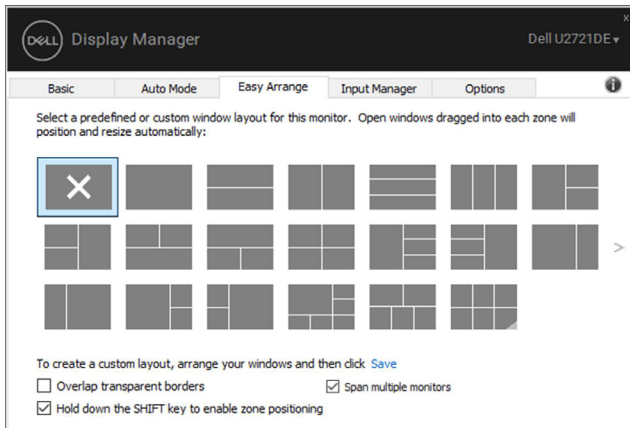 DELL Display Manager
x
Dell U2721DE
Basic Auto Mode Easy Arrange Input Manager Options
Select a predefined or custom window layout for this monitor. Open windows dragged into each zone will
position and resize automatically:
To create a custom layout, arrange your windows and then click Save
Overlap transparent borders
Span multiple monitors
Hold down the SHIFT key to enable zone positioning